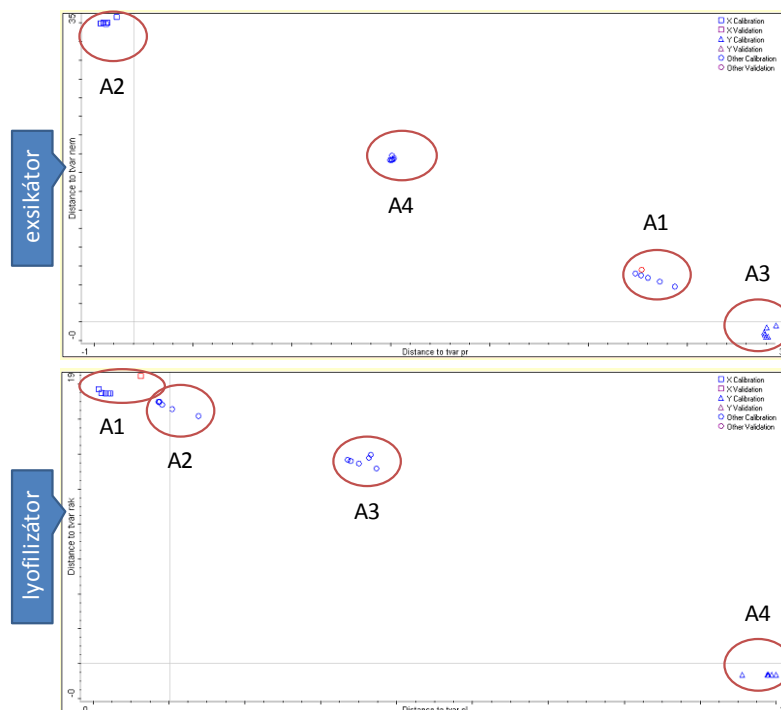 exsikátor
35
Distance to tvar nem
-0
-1
Distance to tvar pr
X Calibration
X Validation
Y Calibration
Y Validation
Other Calibration
Other Validation
A2
A4
A1
A3
lyofilizátor
19
Distance to tvar rak
-0
X Calibration
X Validation
Y Calibration
Y Validation
Other Calibration
Other Validation
A1
A2
A3
A4